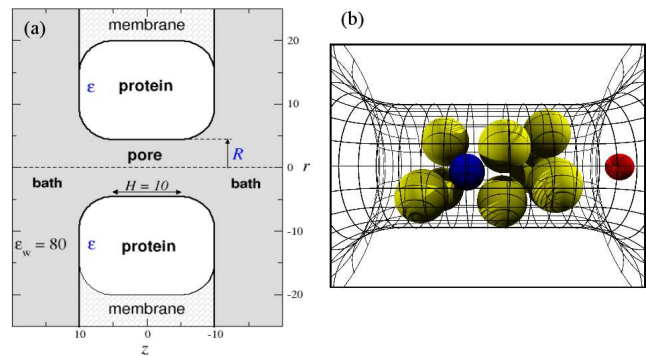 (a)
(b)
membrane
20
ε
protein
10
R
pore
0 r
bath
bath
H = 10
-10
ε_w = 80
ε
protein
-20
membrane
10
0
-10
z